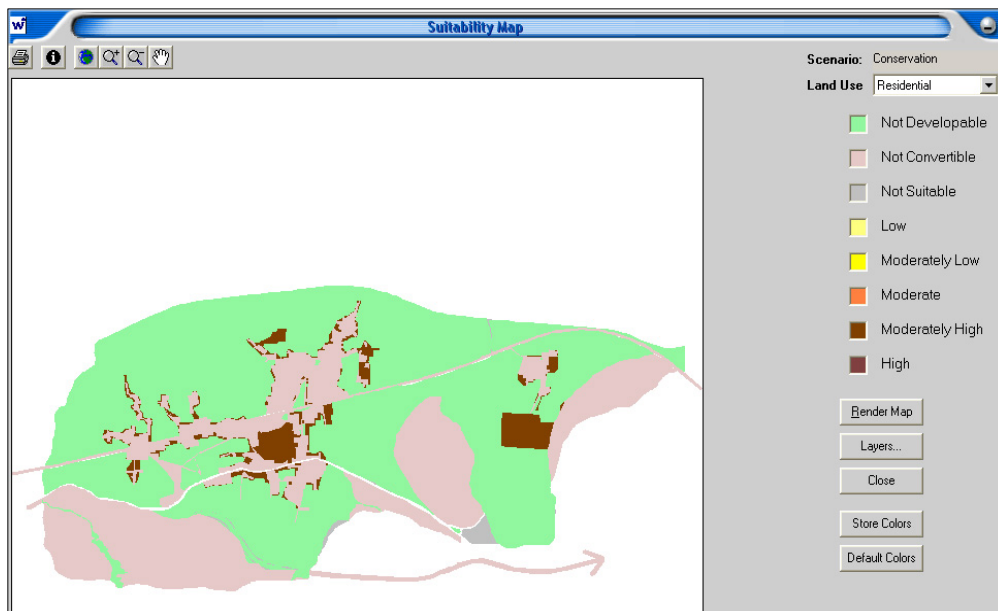 Suitability Map
Scenario: Conservation
Land Use Residential
Not Developable
Not Convertible
Not Suitable
Low
Moderately Low
Moderate
Moderately High
High
Render Map
Layers...
Close
Store Colors
Default Colors